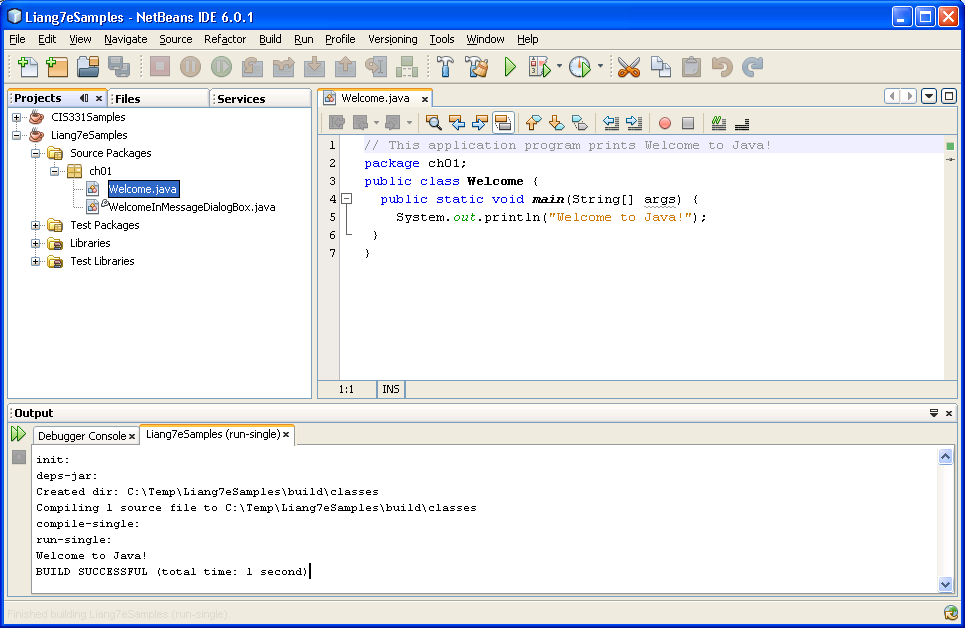 Liang7eSamples - NetBeans IDE 6.0.1
File Edit View Navigate Source Refactor Build Run Profile Versioning Tools Window Help
Projects Files Services
CIS331Samples
Liang7eSamples
Source Packages
ch01
Welcome.java
WelcomeInMessageDialogBox.java
Test Packages
Libraries
Test Libraries
Welcome.java
1 // This application program prints Welcome to Java!
2 package ch01;
3 public class Welcome {
4 public static void main(String[] args) {
5 System.out.println("Welcome to Java!");
6 }
7 }
1:1 INS
Output
Debugger Console Liang7eSamples (run-single)
init:
deps-jar:
Created dir: C:\Temp\Liang7eSamples\build\classes
Compiling 1 source file to C:\Temp\Liang7eSamples\build\classes
compile-single:
run-single:
Welcome to Java!
BUILD SUCCESSFUL (total time: 1 second)
Finished building Liang7eSamples (run-single)